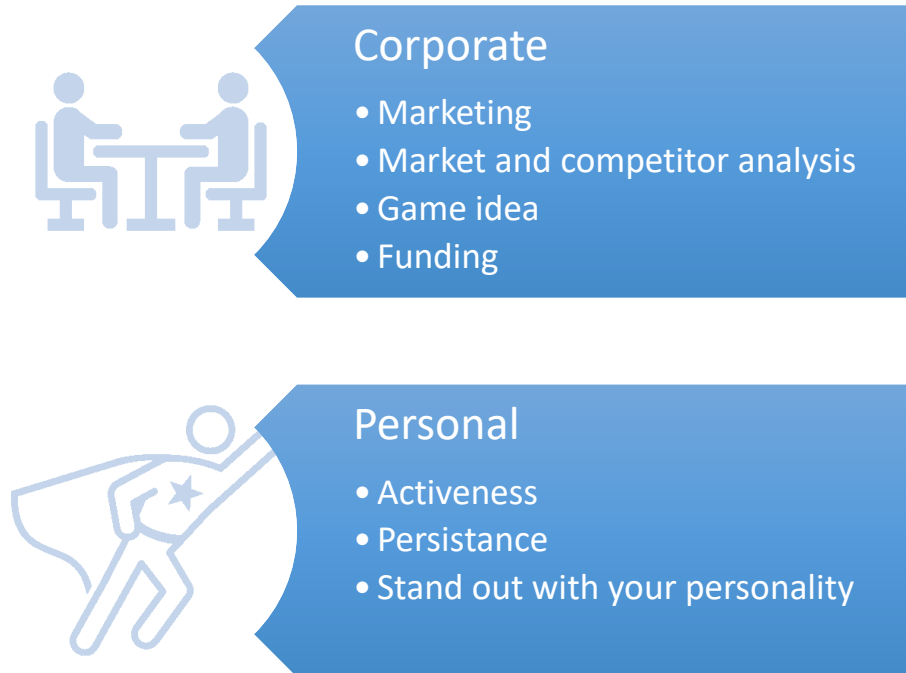 Corporate
• Marketing
• Market and competitor analysis
• Game idea
• Funding
Personal
• Activeness
• Persistance
• Stand out with your personality